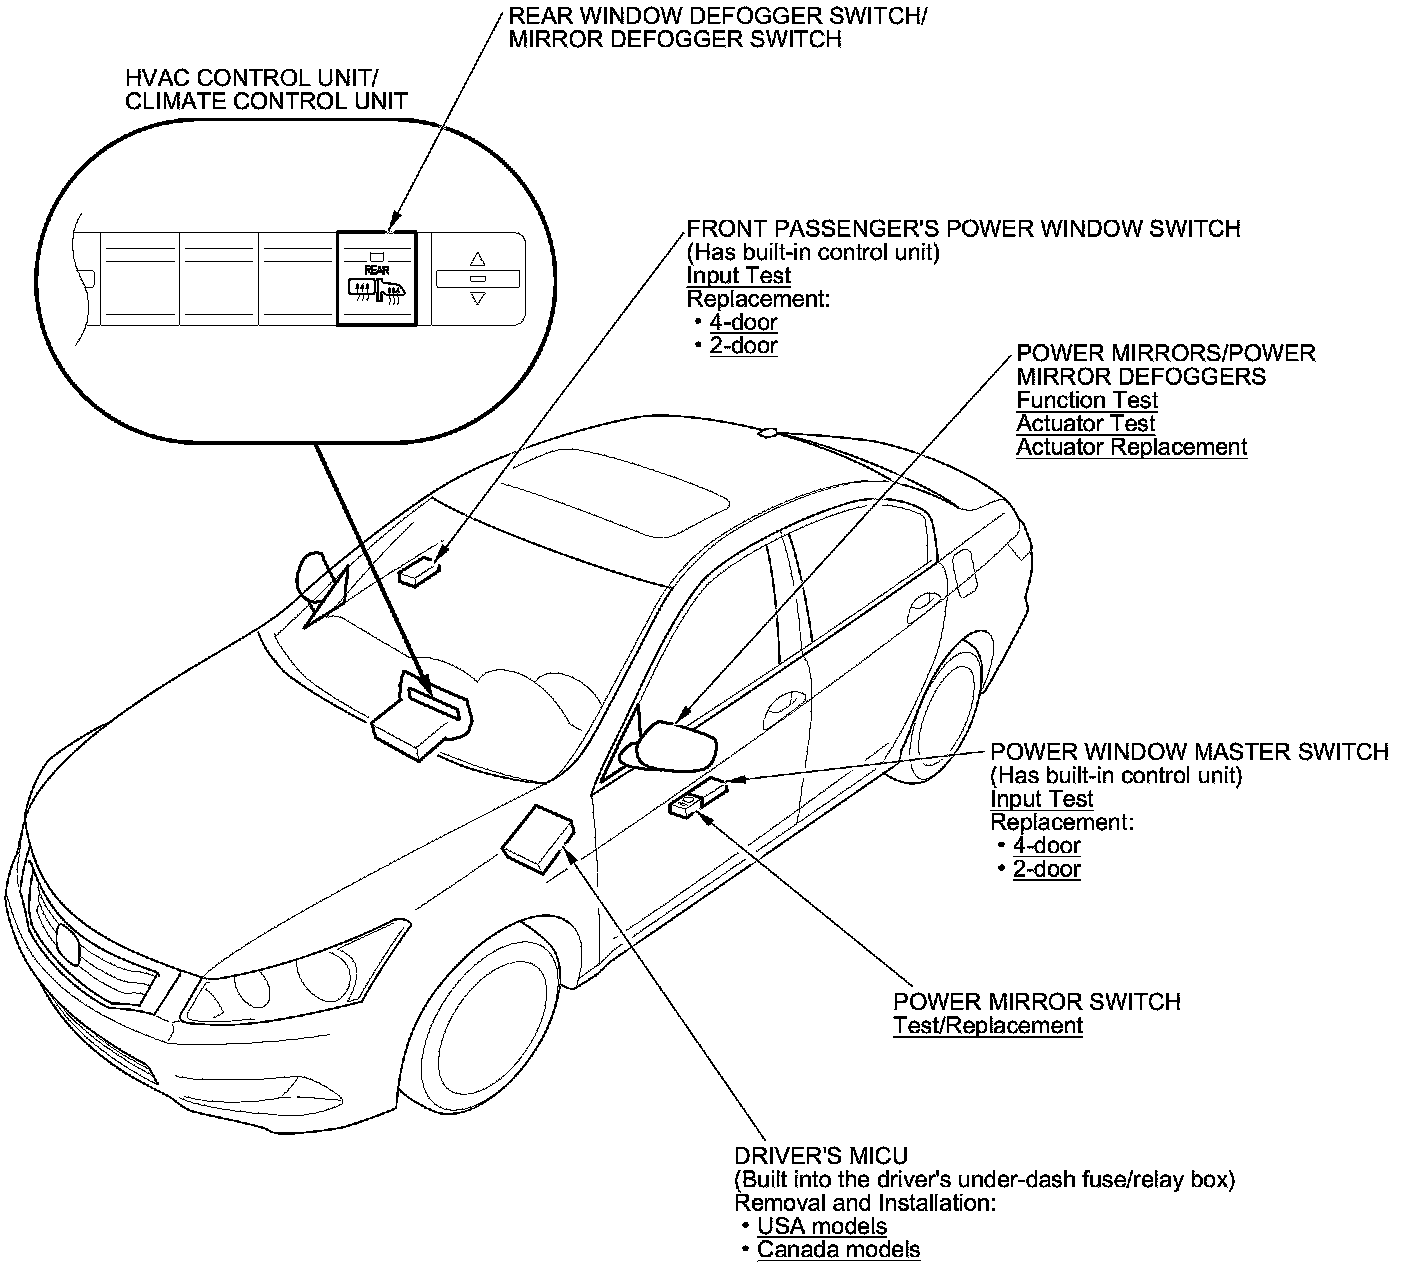 REAR WINDOW DEFOGGER SWITCH/
MIRROR DEFOGGER SWITCH
HVAC CONTROL UNIT/
CLIMATE CONTROL UNIT
REAR
FRONT PASSENGER'S POWER WINDOW SWITCH
(Has built-in control unit)
Input Test
Replacement:
• 4-door
• 2-door
POWER MIRRORS/POWER
MIRROR DEFOGGERS
Function Test
Actuator Test
Actuator Replacement
POWER WINDOW MASTER SWITCH
(Has built-in control unit)
Input Test
Replacement:
• 4-door
• 2-door
POWER MIRROR SWITCH
Test/Replacement
DRIVER'S MICU
(Built into the driver's under-dash fuse/relay box)
Removal and Installation:
• USA models
• Canada models